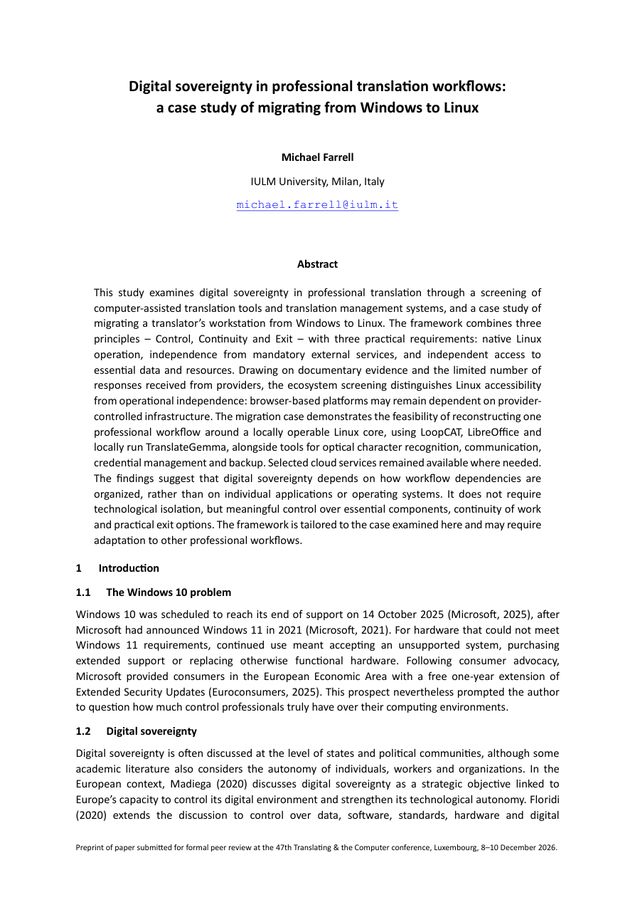 Digital sovereignty in professional translation workflows:
a case study of migrating from Windows to Linux
Michael Farrell
IULM University, Milan, Italy
michael.farrell@iulm.it
Abstract
This study examines digital sovereignty in professional translation through a screening of
computer-assisted translation tools and translation management systems, and a case study of
migrating a translator's workstation from Windows to Linux. The framework combines three
principles – Control, Continuity and Exit – with three practical requirements: native Linux
operation, independence from mandatory external services, and independent access to
essential data and resources. Drawing on documentary evidence and the limited number of
responses received from providers, the ecosystem screening distinguishes Linux accessibility
from operational independence: browser-based platforms may remain dependent on provider-
controlled infrastructure. The migration case demonstrates the feasibility of reconstructing one
professional workflow around a locally operable Linux core, using LoopCAT, LibreOffice and
locally run TranslateGemma, alongside tools for optical character recognition, communication,
credential management and backup. Selected cloud services remained available where needed.
The findings suggest that digital sovereignty depends on how workflow dependencies are
organized, rather than on individual applications or operating systems. It does not require
technological isolation, but meaningful control over essential components, continuity of work
and practical exit options. The framework is tailored to the case examined here and may require
adaptation to other professional workflows.
1 Introduction
1.1 The Windows 10 problem
Windows 10 was scheduled to reach its end of support on 14 October 2025 (Microsoft, 2025), after
Microsoft had announced Windows 11 in 2021 (Microsoft, 2021). For hardware that could not meet
Windows 11 requirements, continued use meant accepting an unsupported system, purchasing
extended support or replacing otherwise functional hardware. Following consumer advocacy,
Microsoft provided consumers in the European Economic Area with a free one-year extension of
Extended Security Updates (Euroconsumers, 2025). This prospect nevertheless prompted the author
to question how much control professionals truly have over their computing environments.
1.2 Digital sovereignty
Digital sovereignty is often discussed at the level of states and political communities, although some
academic literature also considers the autonomy of individuals, workers and organizations. In the
European context, Madiega (2020) discusses digital sovereignty as a strategic objective linked to
Europe's capacity to control its digital environment and strengthen its technological autonomy. Floridi
(2020) extends the discussion to control over data, software, standards, hardware and digital
Preprint of paper submitted for formal peer review at the 47th Translating & the Computer conference, Luxembourg, 8–10 December 2026.